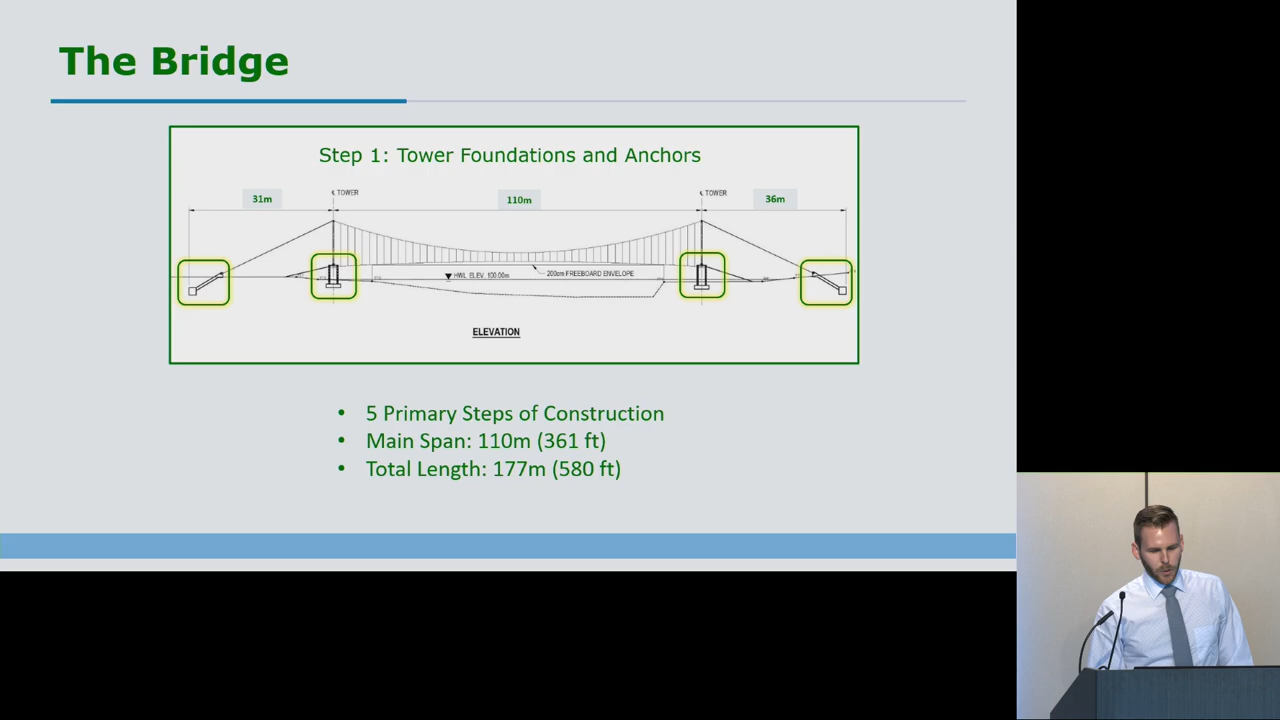 The Bridge
Step 1: Tower Foundations and Anchors
℄ TOWER
℄ TOWER
31m
110m
36m
HWL ELEV. 100.00m
200cm FREEBOARD ENVELOPE
ELEVATION
• 5 Primary Steps of Construction
• Main Span: 110m (361 ft)
• Total Length: 177m (580 ft)